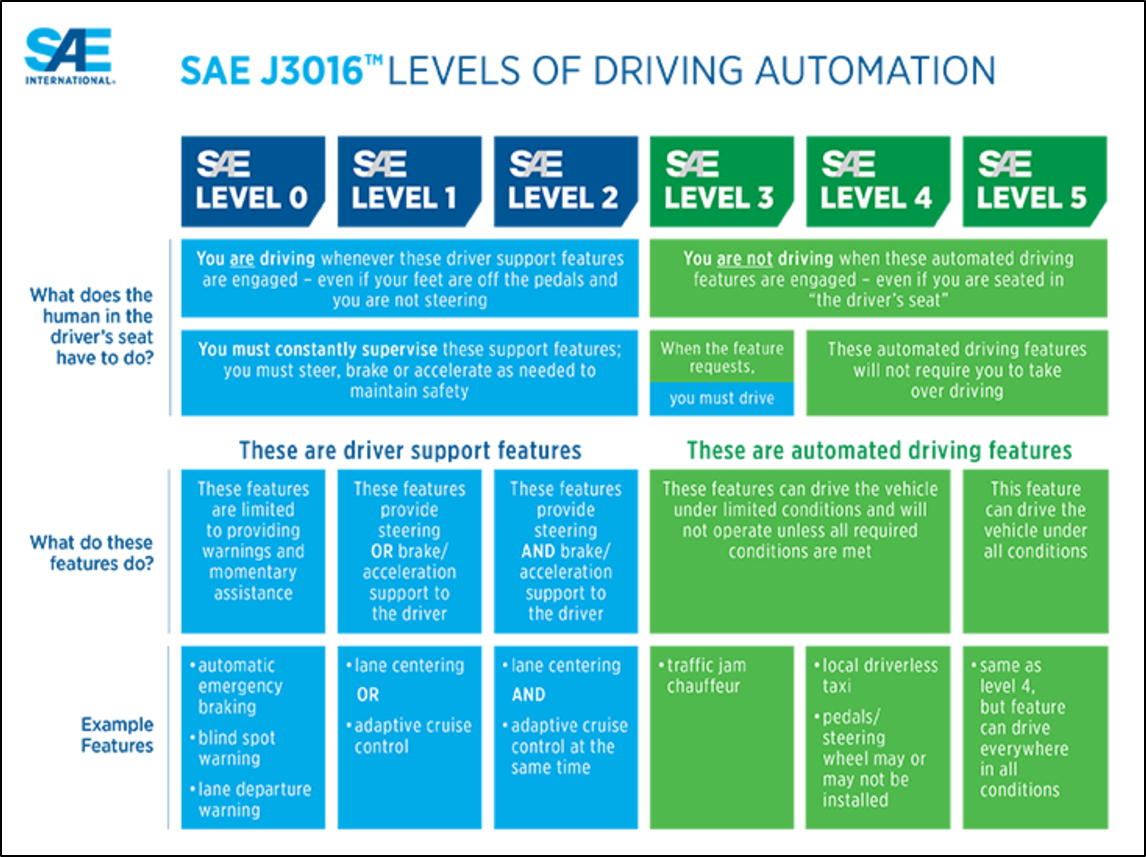 SAE
INTERNATIONAL®
SAE J3016™ LEVELS OF DRIVING AUTOMATION
SAE
LEVEL 0
SAE
LEVEL 1
SAE
LEVEL 2
SAE
LEVEL 3
SAE
LEVEL 4
SAE
LEVEL 5
What does the
human in the
driver's seat
have to do?
You are driving whenever these driver support features
are engaged – even if your feet are off the pedals and
you are not steering
You are not driving when these automated driving
features are engaged – even if you are seated in
“the driver's seat”
You must constantly supervise these support features;
you must steer, brake or accelerate as needed to
maintain safety
When the feature
requests,
you must drive
These automated driving features
will not require you to take
over driving
These are driver support features
These are automated driving features
What do these
features do?
These features
are limited
to providing
warnings and
momentary
assistance
These features
provide
steering
OR brake/
acceleration
support to
the driver
These features
provide
steering
AND brake/
acceleration
support to
the driver
These features can drive the vehicle
under limited conditions and will
not operate unless all required
conditions are met
This feature
can drive the
vehicle under
all conditions
Example
Features
• automatic
emergency
braking
• blind spot
warning
• lane departure
warning
• lane centering
OR
• adaptive cruise
control
• lane centering
AND
• adaptive cruise
control at the
same time
• traffic jam
chauffeur
• local driverless
taxi
• pedals/
steering
wheel may or
may not be
installed
• same as
level 4,
but feature
can drive
everywhere
in all
conditions